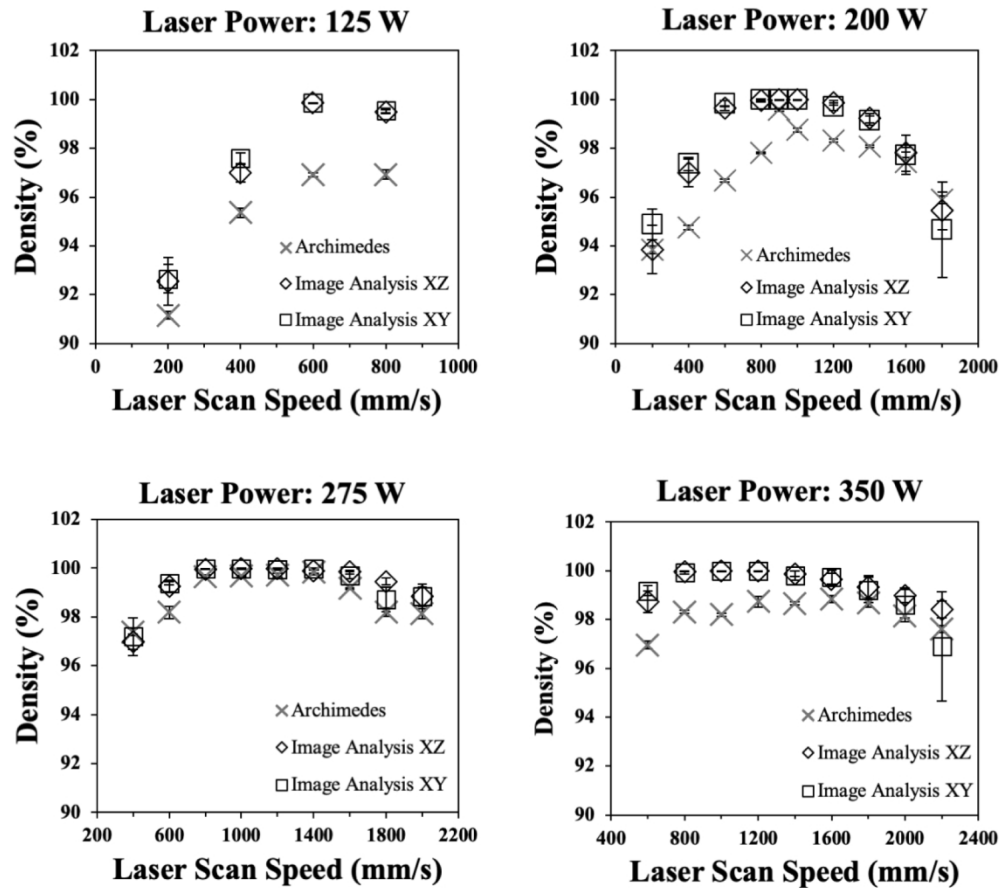 Laser Power: 125 W
Density (%)
102
100
98
96
94
92
90
Archimedes
Image Analysis XZ
Image Analysis XY
0 200 400 600 800 1000
Laser Scan Speed (mm/s)
Laser Power: 200 W
Density (%)
102
100
98
96
94
92
90
Archimedes
Image Analysis XZ
Image Analysis XY
0 400 800 1200 1600 2000
Laser Scan Speed (mm/s)
Laser Power: 275 W
Density (%)
102
100
98
96
94
92
90
Archimedes
Image Analysis XZ
Image Analysis XY
200 600 1000 1400 1800 2200
Laser Scan Speed (mm/s)
Laser Power: 350 W
Density (%)
102
100
98
96
94
92
90
Archimedes
Image Analysis XZ
Image Analysis XY
400 800 1200 1600 2000 2400
Laser Scan Speed (mm/s)